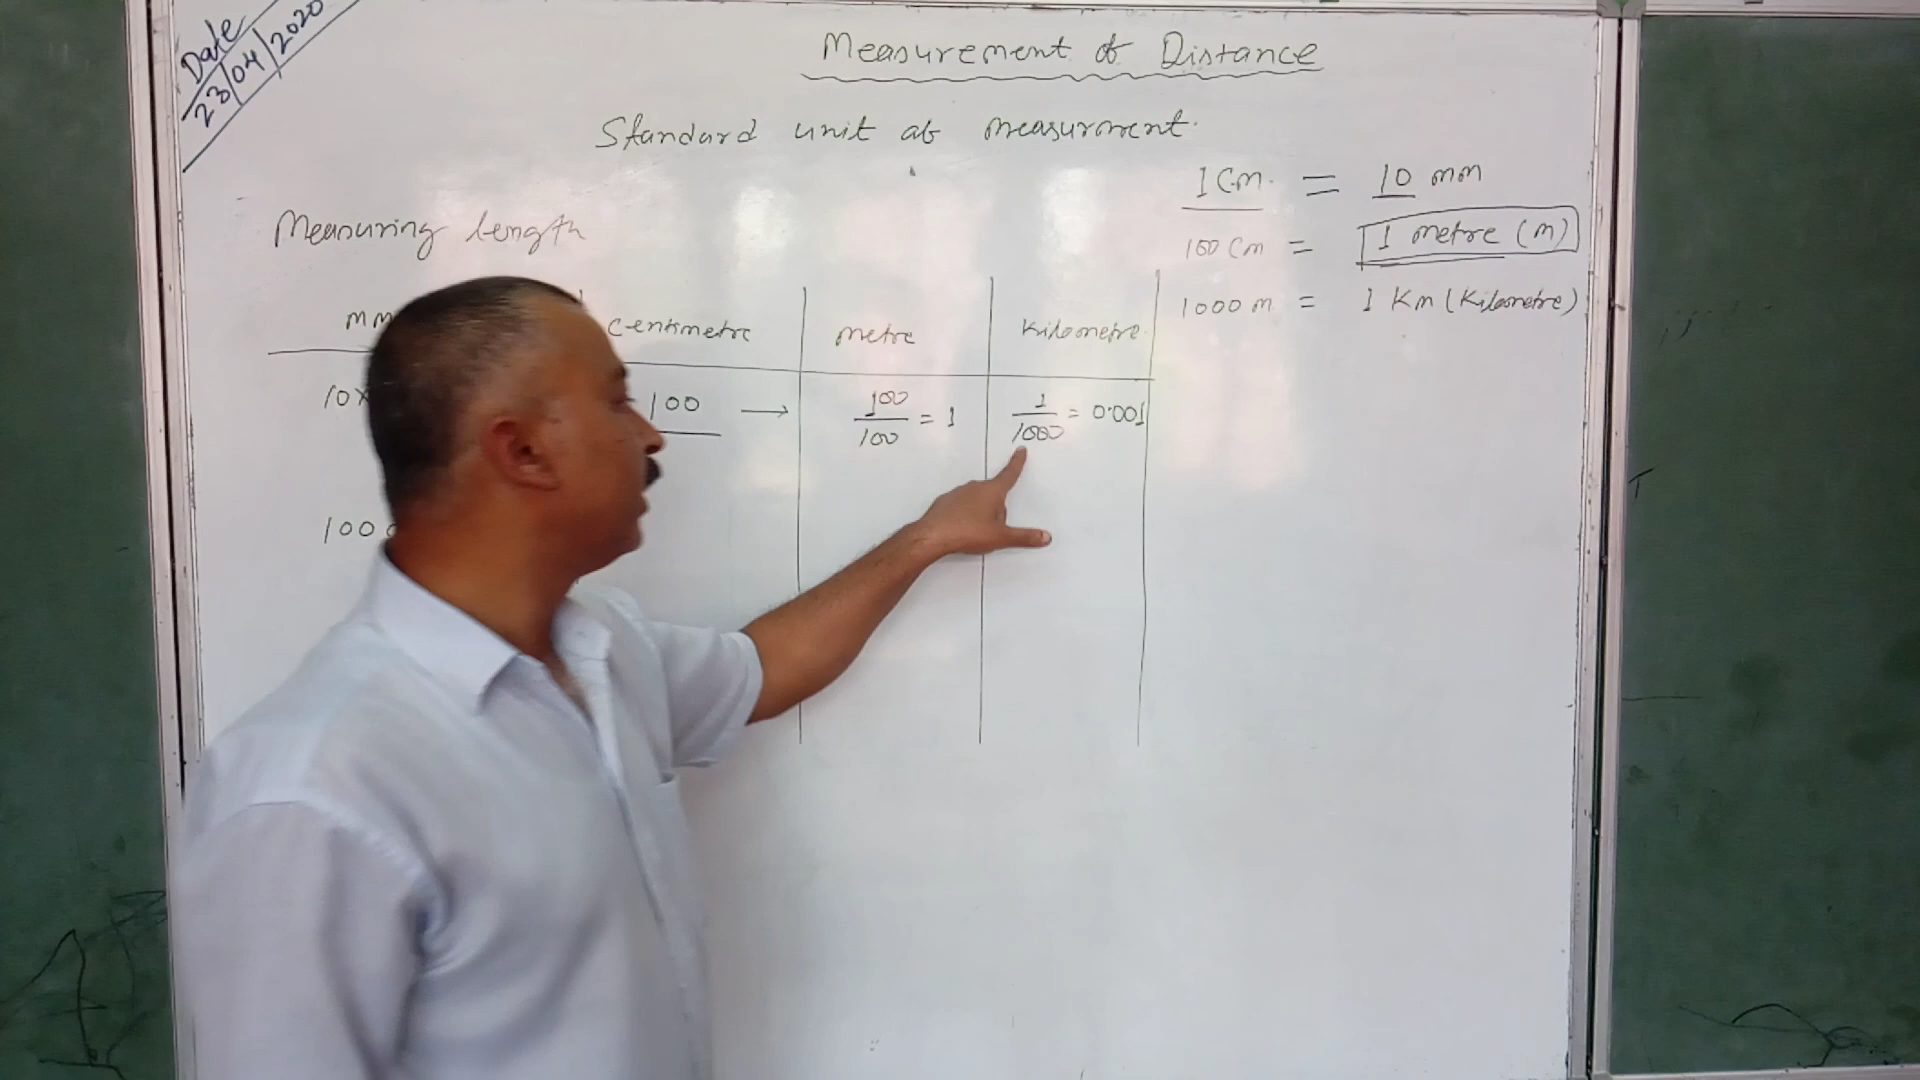 Date
23/04/2020
Measurement of Distance
Standard unit of measurment.
1 Cm. = 10 mm
100 Cm = 1 metre (m)
1000 m = 1 Km (Kilometre)
Measuring length
centimetre metre Kilometre.
100 → 100/100 = 1 1/1000 = 0.001